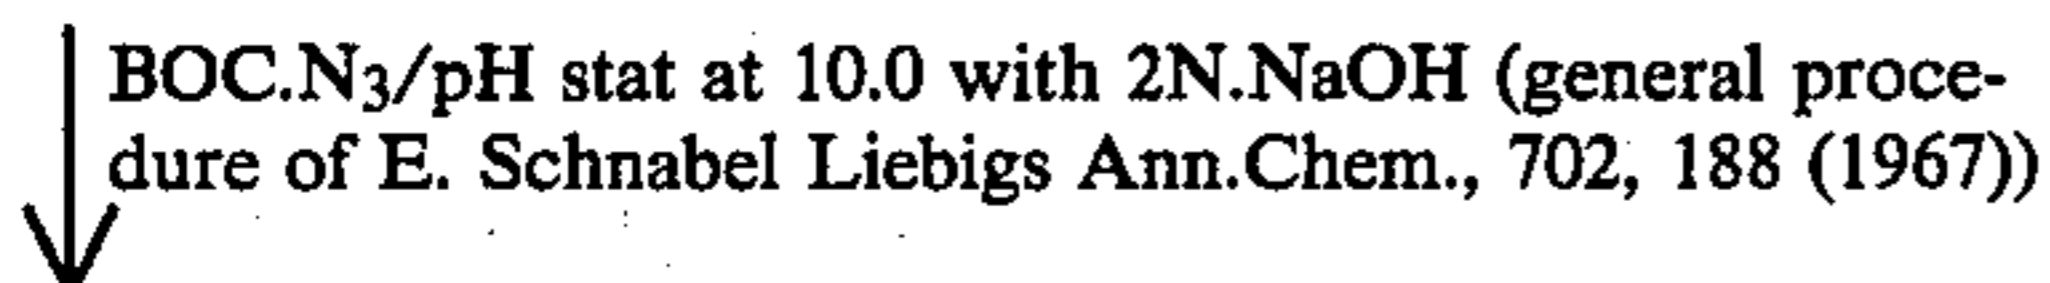 BOC.N3/pH stat at 10.0 with 2N.NaOH (general proce-
dure of E. Schnabel Liebigs Ann.Chem., 702, 188 (1967))